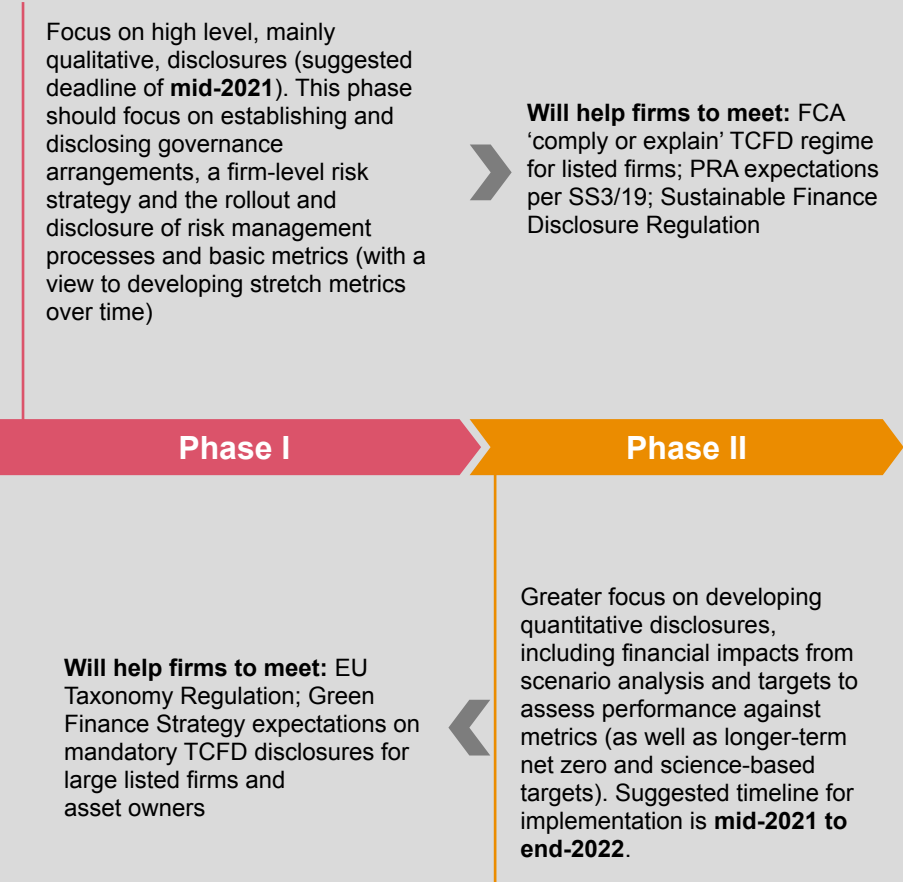 Focus on high level, mainly
qualitative, disclosures (suggested
deadline of mid-2021). This phase
should focus on establishing and
disclosing governance
arrangements, a firm-level risk
strategy and the rollout and
disclosure of risk management
processes and basic metrics (with a
view to developing stretch metrics
over time)
Will help firms to meet: FCA
‘comply or explain’ TCFD regime
for listed firms; PRA expectations
per SS3/19; Sustainable Finance
Disclosure Regulation
Phase I
Phase II
Will help firms to meet: EU
Taxonomy Regulation; Green
Finance Strategy expectations on
mandatory TCFD disclosures for
large listed firms and
asset owners
Greater focus on developing
quantitative disclosures,
including financial impacts from
scenario analysis and targets to
assess performance against
metrics (as well as longer-term
net zero and science-based
targets). Suggested timeline for
implementation is mid-2021 to
end-2022.